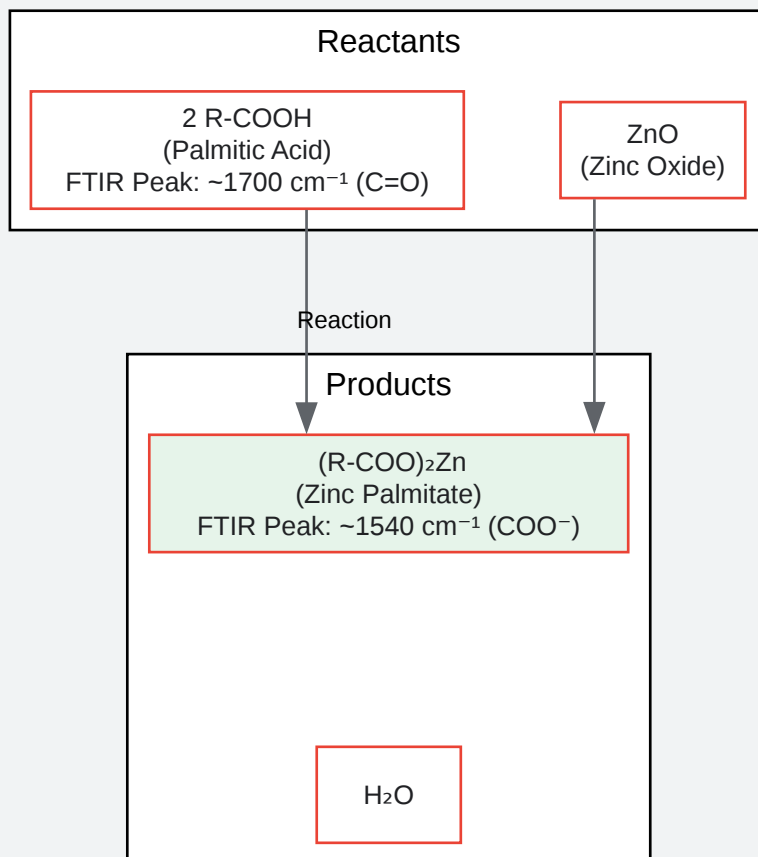 Reactants
2 R-COOH
(Palmitic Acid)
FTIR Peak: ~1700 cm⁻¹ (C=O)
ZnO
(Zinc Oxide)
Reaction
Products
(R-COO)₂Zn
(Zinc Palmitate)
FTIR Peak: ~1540 cm⁻¹ (COO⁻)
H₂O